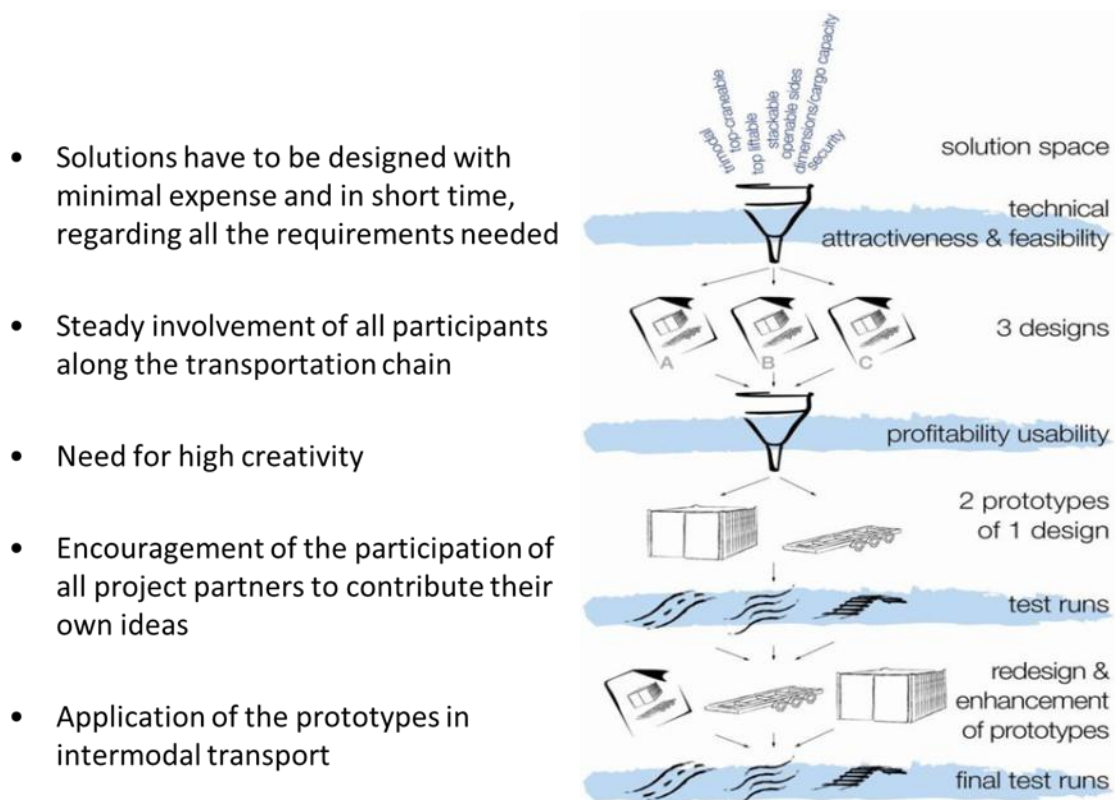 • Solutions have to be designed with
minimal expense and in short time,
regarding all the requirements needed
• Steady involvement of all participants
along the transportation chain
• Need for high creativity
• Encouragement of the participation of
all project partners to contribute their
own ideas
• Application of the prototypes in
intermodal transport
trimodal
top-craneable
top liftable
stackable
openable sides
dimensions/cargo capacity
security
solution space
technical
attractiveness & feasibility
A
B
C
3 designs
profitability usability
2 prototypes
of 1 design
test runs
redesign &
enhancement
of prototypes
final test runs